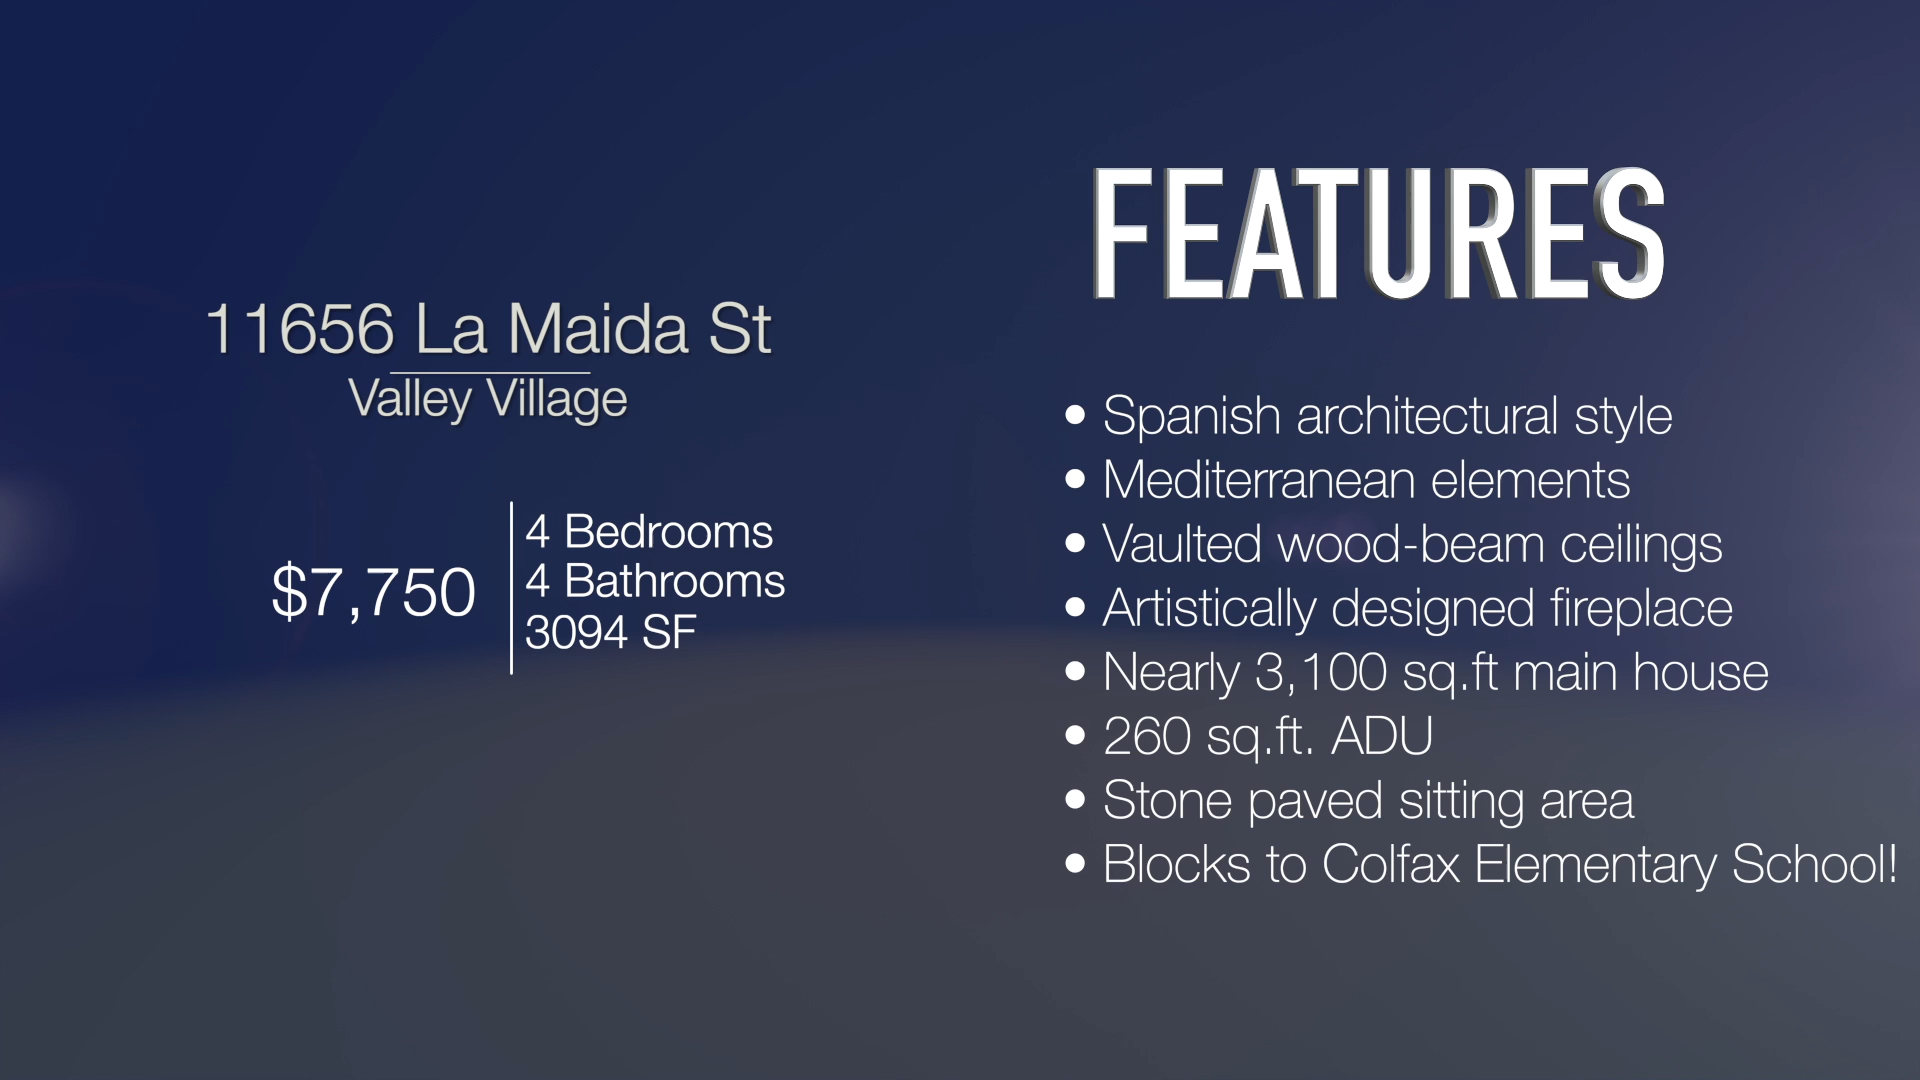 11656 La Maida St
Valley Village
$7,750
4 Bedrooms
4 Bathrooms
3094 SF
FEATURES
• Spanish architectural style
• Mediterranean elements
• Vaulted wood-beam ceilings
• Artistically designed fireplace
• Nearly 3,100 sq.ft main house
• 260 sq.ft. ADU
• Stone paved sitting area
• Blocks to Colfax Elementary School!